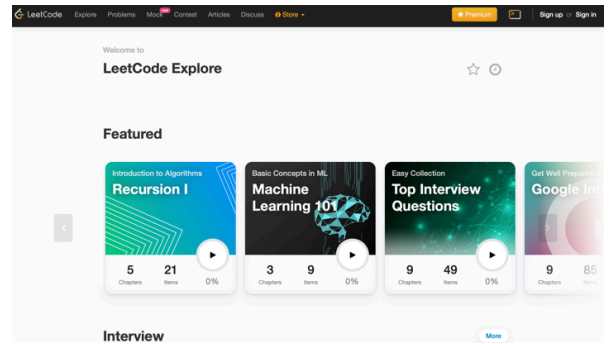 LeetCode Explore Problems Mock new Contest Articles Discuss Store Premium Sign up or Sign in
Welcome to
LeetCode Explore
Featured
Introduction to Algorithms
Recursion I
5 21 0%
Chapters Items
Basic Concepts in ML
Machine
Learning 101
3 9 0%
Chapters Items
Easy Collection
Top Interview
Questions
9 49 0%
Chapters Items
Get Well Prepared
Google
9 85
Chapters Items
Interview
More